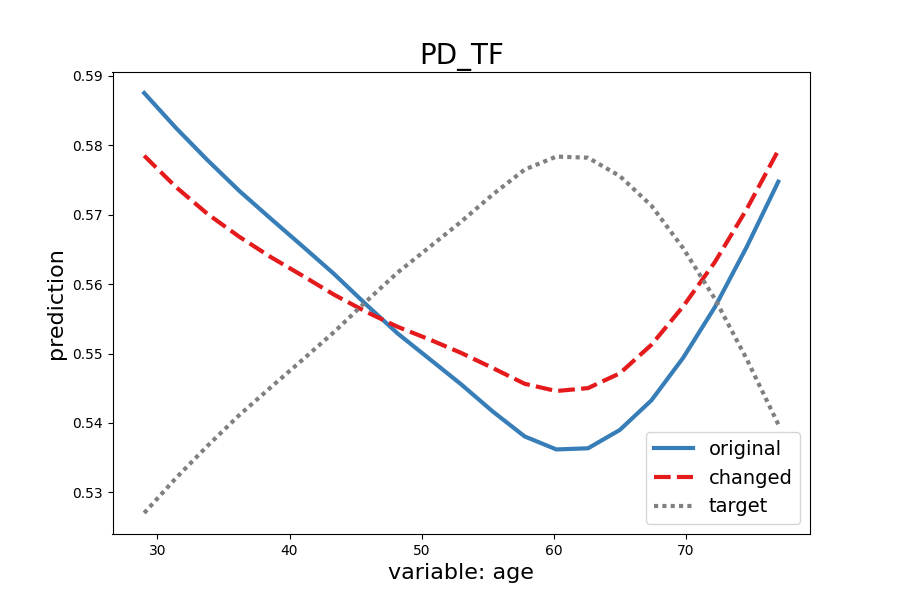 PD_TF
prediction
0.59
0.58
0.57
0.56
0.55
0.54
0.53
30 40 50 60 70
variable: age
original
changed
target